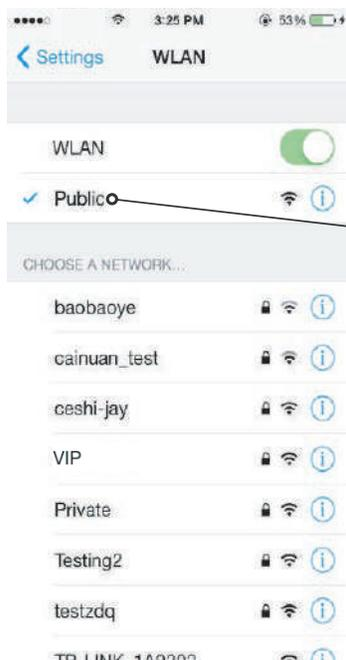 3:25 PM 53%
Settings WLAN
WLAN
Public
CHOOSE A NETWORK...
baobaoye
cainuan_test
ceshi-jay
VIP
Private
Testing2
testzdq